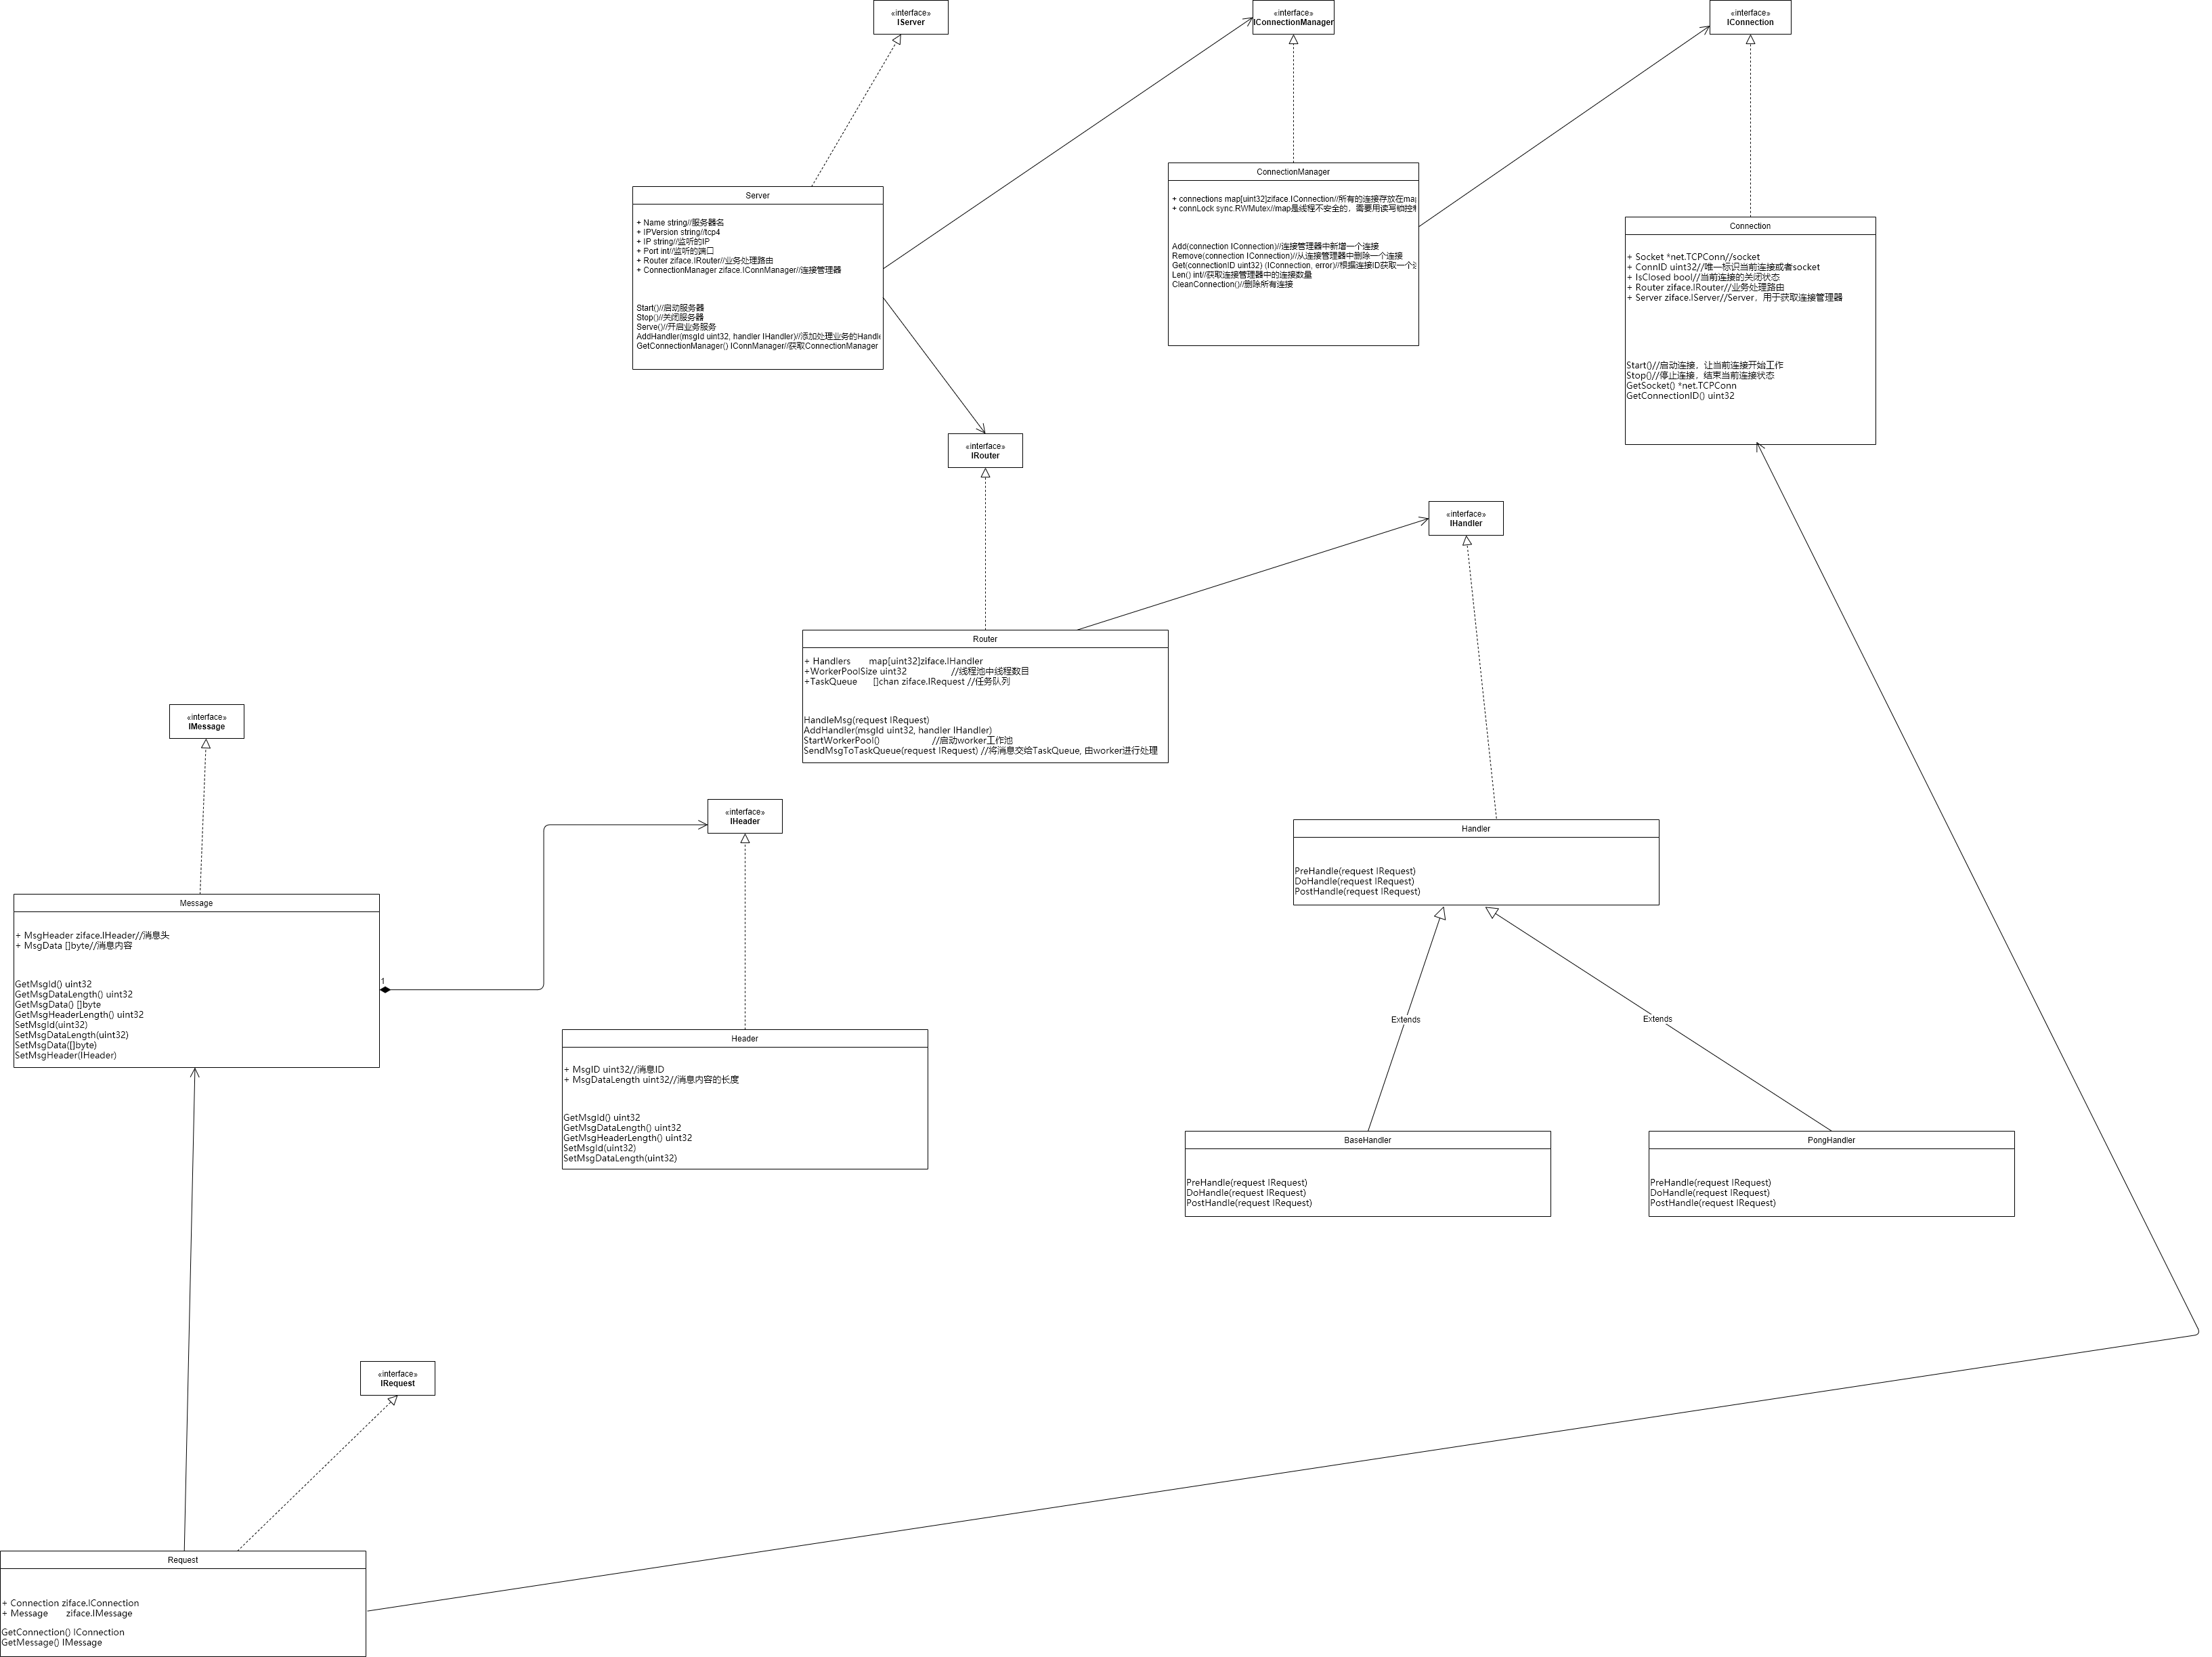 «interface»
IServer
«interface»
IConnectionManager
«interface»
IConnection
ConnectionManager
+ connections map[uint32]ziface.IConnection//所有的连接存放在map
+ connLock sync.RWMutex//map是线程不安全的，需要用读写锁控制
Add(connection IConnection)//连接管理器中新增一个连接
Remove(connection IConnection)//从连接管理器中删除一个连接
Get(connectionID uint32) (IConnection, error)//根据连接ID获取一个
Len() int//获取连接管理器中的连接数量
CleanConnection()//删除所有连接
Server
+ Name string//服务器名
+ IPVersion string//tcp4
+ IP string//监听的IP
+ Port int//监听的端口
+ Router ziface.IRouter//业务处理路由
+ ConnectionManager ziface.IConnManager//连接管理器
Start()//启动服务器
Stop()//关闭服务器
Serve()//开启业务服务
AddHandler(msgId uint32, handler IHandler)//添加处理业务的Handle
GetConnectionManager() IConnManager//获取ConnectionManager
Connection
+ Socket *net.TCPConn//socket
+ ConnID uint32//唯一标识当前连接或者socket
+ IsClosed bool//当前连接的关闭状态
+ Router ziface.IRouter//业务处理路由
+ Server ziface.IServer//Server，用于获取连接管理器
Start()//启动连接，让当前连接开始工作
Stop()//停止连接，结束当前连接状态
GetSocket() *net.TCPConn
GetConnectionID() uint32
«interface»
IRouter
«interface»
IHandler
Router
+ Handlers map[uint32]ziface.IHandler
+WorkerPoolSize uint32 //线程池中线程数目
+TaskQueue []chan ziface.IRequest //任务队列
HandleMsg(request IRequest)
AddHandler(msgId uint32, handler IHandler)
StartWorkerPool() //启动worker工作池
SendMsgToTaskQueue(request IRequest) //将消息交给TaskQueue, 由worker进行处理
«interface»
IMessage
«interface»
IHeader
Handler
PreHandle(request IRequest)
DoHandle(request IRequest)
PostHandle(request IRequest)
Message
+ MsgHeader ziface.IHeader//消息头
+ MsgData []byte//消息内容
GetMsgId() uint32
GetMsgDataLength() uint32
GetMsgData() []byte
GetMsgHeaderLength() uint32
SetMsgId(uint32)
SetMsgDataLength(uint32)
SetMsgData([]byte)
SetMsgHeader(IHeader)
1
Extends
Extends
Header
+ MsgID uint32//消息ID
+ MsgDataLength uint32//消息内容的长度
GetMsgId() uint32
GetMsgDataLength() uint32
GetMsgHeaderLength() uint32
SetMsgId(uint32)
SetMsgDataLength(uint32)
BaseHandler
PreHandle(request IRequest)
DoHandle(request IRequest)
PostHandle(request IRequest)
PongHandler
PreHandle(request IRequest)
DoHandle(request IRequest)
PostHandle(request IRequest)
«interface»
IRequest
Request
+ Connection ziface.IConnection
+ Message ziface.IMessage
GetConnection() IConnection
GetMessage() IMessage